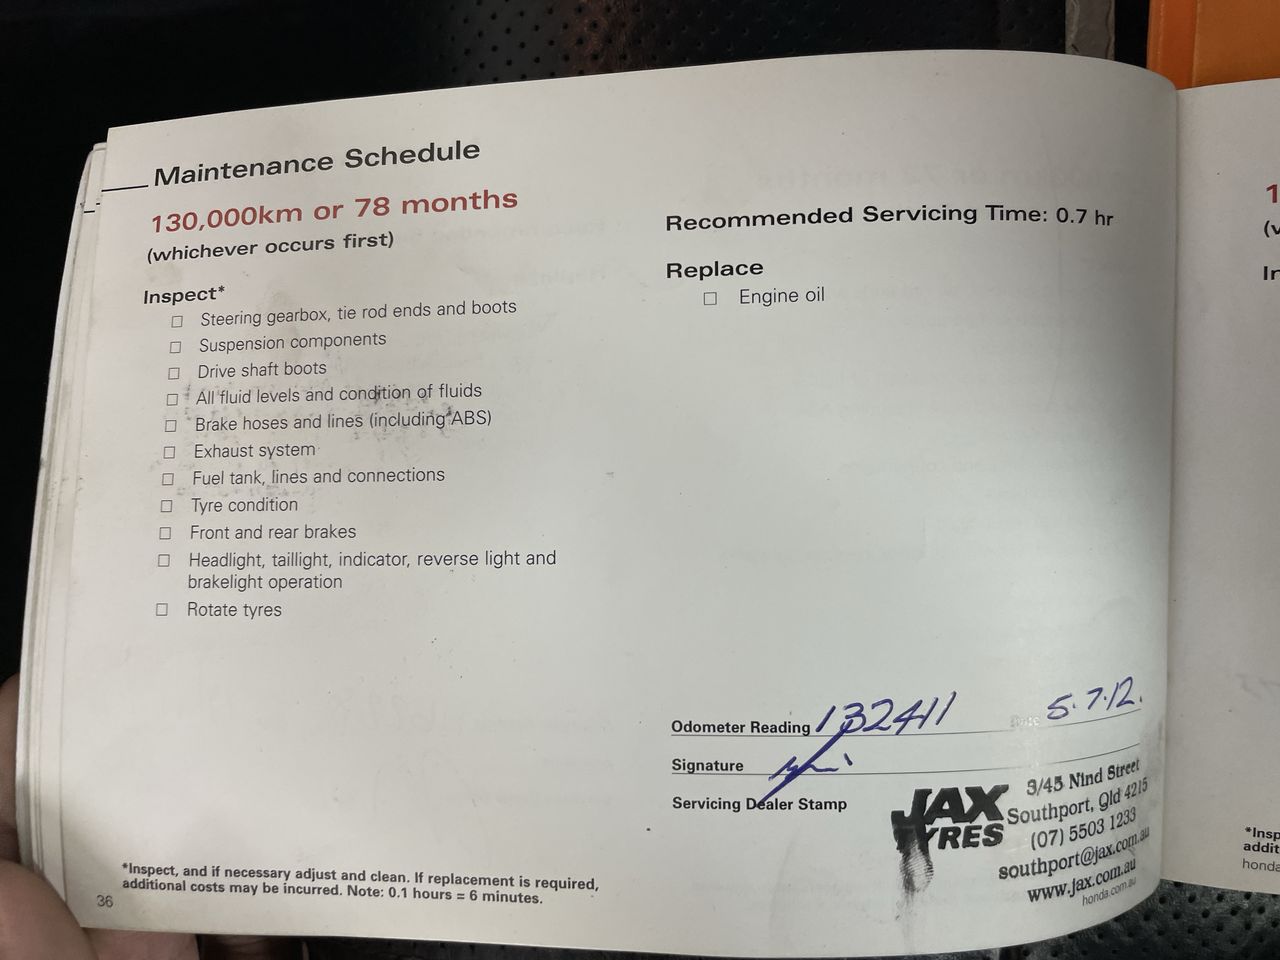 Maintenance Schedule
130,000km or 78 months
(whichever occurs first)
Inspect*
Steering gearbox, tie rod ends and boots
Suspension components
Drive shaft boots
All fluid levels and condition of fluids
Brake hoses and lines (including ABS)
Exhaust system
Fuel tank, lines and connections
Tyre condition
Front and rear brakes
Headlight, taillight, indicator, reverse light and
brakelight operation
Rotate tyres
*Inspect, and if necessary adjust and clean. If replacement is required,
additional costs may be incurred. Note: 0.1 hours = 6 minutes.
36
Recommended Servicing Time: 0.7 hr
Replace
Engine oil
Odometer Reading 132411 Date 5.7.12.
Signature
Servicing Dealer Stamp
JAX
TYRES
3/45 Nind Street
Southport, Qld 4215
(07) 5503 1233
southport@jax.com.au
www.jax.com.au
honda.com.au
1
(v
In
*Insp
addit
honda